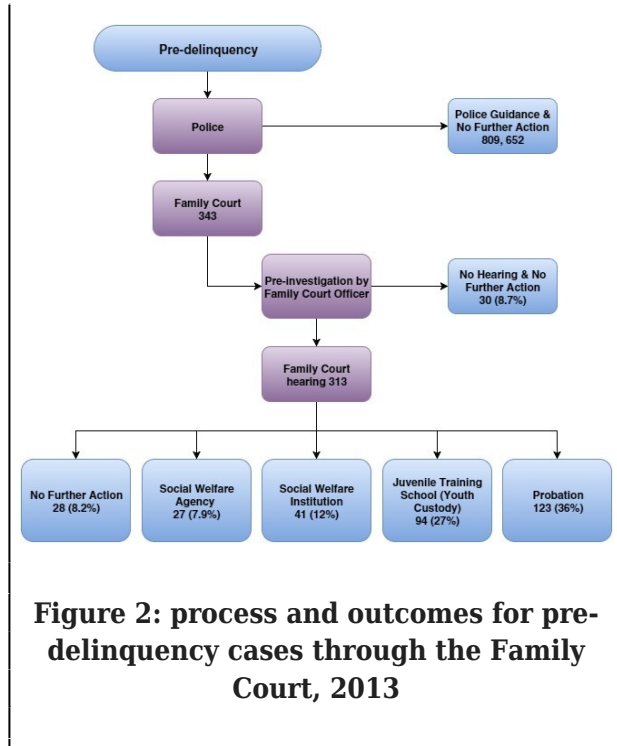 Pre-delinquency
Police
Police Guidance &
No Further Action
809, 652
Family Court
343
Pre-investigation by
Family Court Officer
No Hearing & No
Further Action
30 (8.7%)
Family Court
hearing 313
No Further Action
28 (8.2%)
Social Welfare
Agency
27 (7.9%)
Social Welfare
Institution
41 (12%)
Juvenile Training
School (Youth
Custody)
94 (27%)
Probation
123 (36%)
Figure 2: process and outcomes for pre-
delinquency cases through the Family
Court, 2013